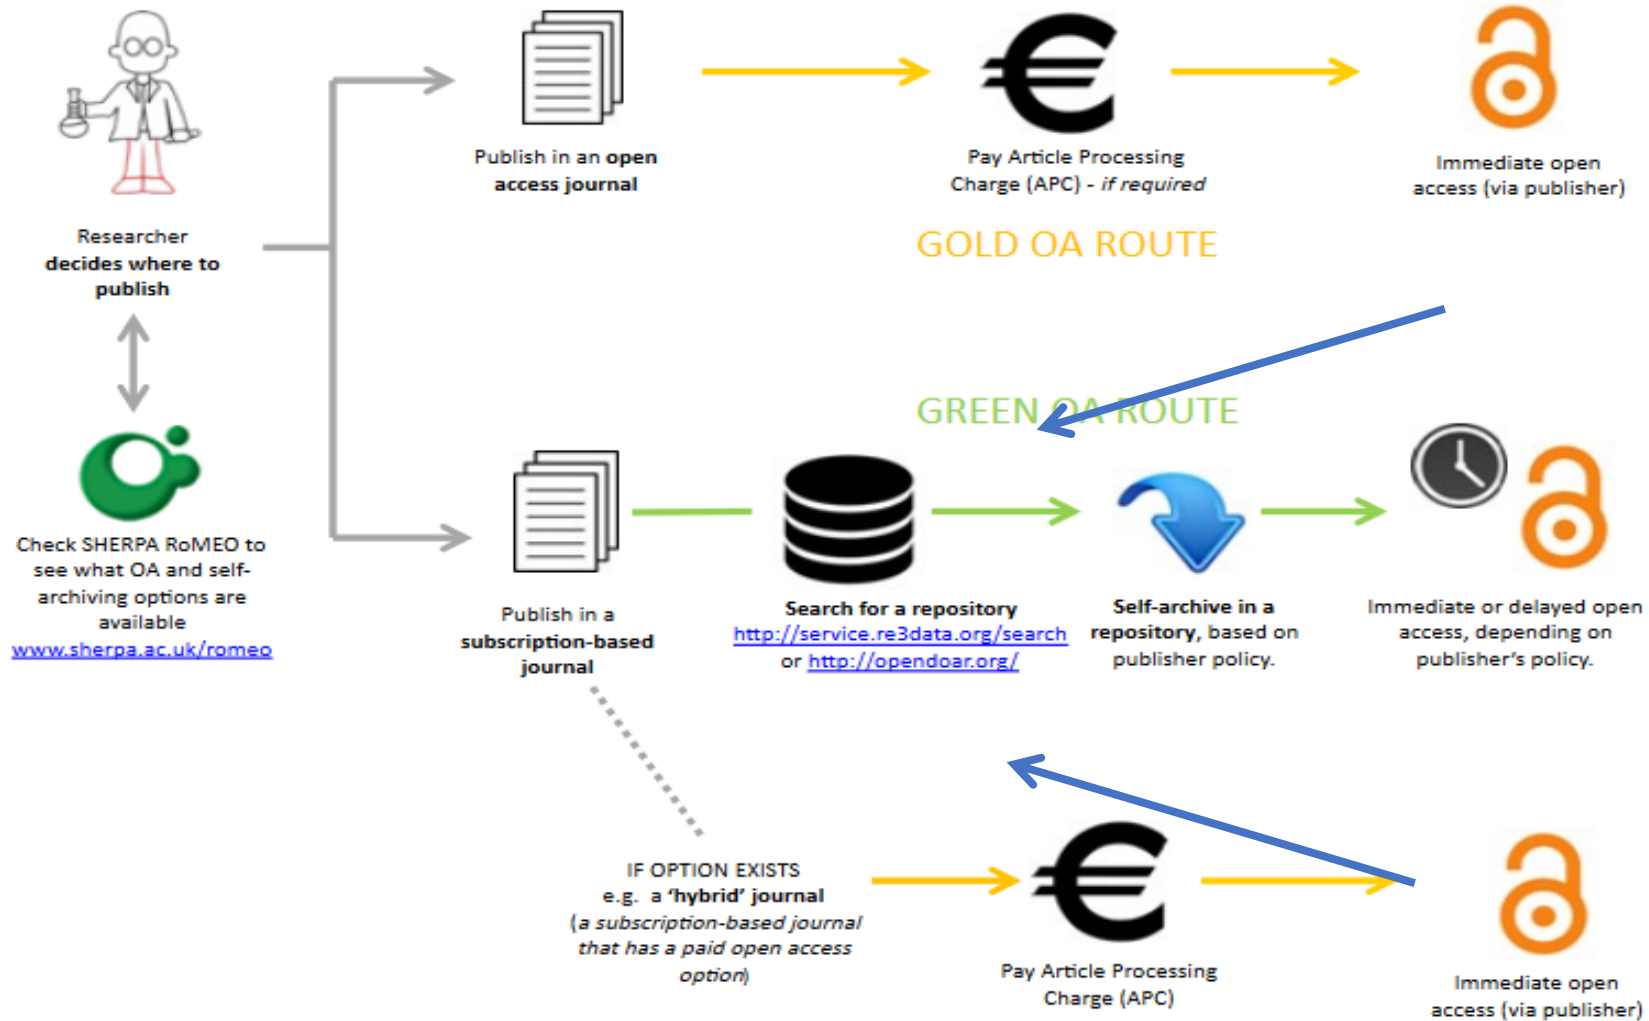 Publish in an open
access journal
Pay Article Processing
Charge (APC) - if required
Immediate open
access (via publisher)
Researcher
decides where to
publish
GOLD OA ROUTE
GREEN OA ROUTE
Check SHERPA RoMEO to
see what OA and self-
archiving options are
available
www.sherpa.ac.uk/romeo
Publish in a
subscription-based
journal
Search for a repository
http://service.re3data.org/search
or http://opendoar.org/
Self-archive in a
repository, based on
publisher policy.
Immediate or delayed open
access, depending on
publisher's policy.
IF OPTION EXISTS
e.g. a 'hybrid' journal
(a subscription-based journal
that has a paid open access
option)
Pay Article Processing
Charge (APC)
Immediate open
access (via publisher)